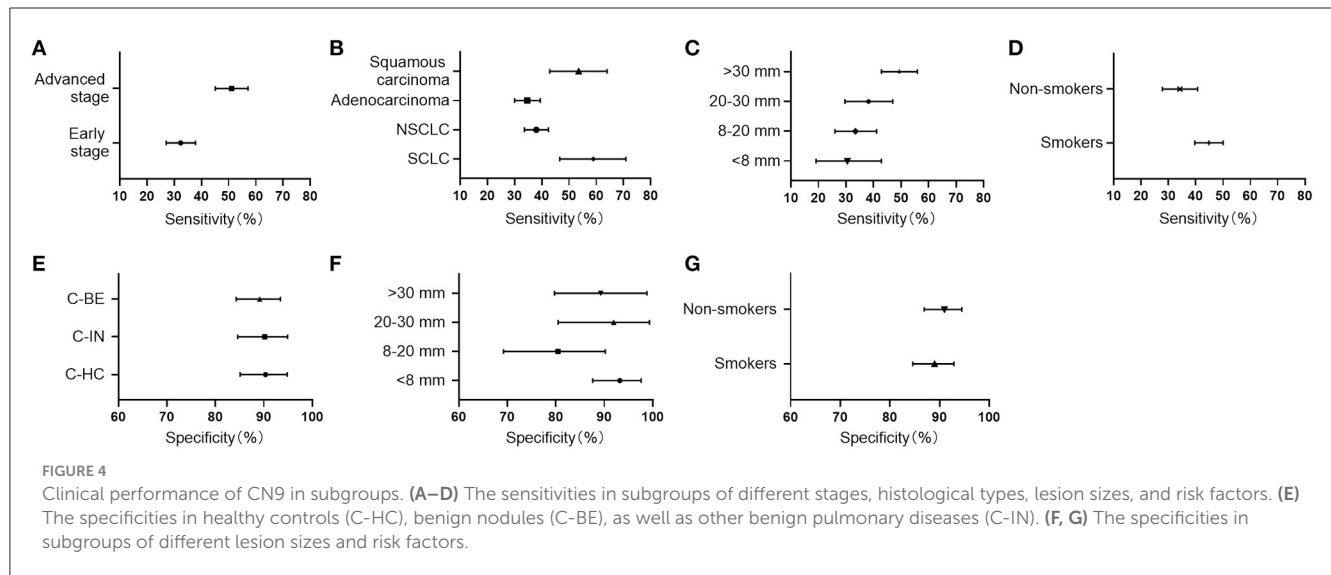 A
Advanced
stage
Early
stage
10 20 30 40 50 60 70 80
Sensitivity(%)
B
Squamous
carcinoma
Adenocarcinoma
NSCLC
SCLC
10 20 30 40 50 60 70 80
Sensitivity(%)
C
>30 mm
20-30 mm
8-20 mm
<8 mm
10 20 30 40 50 60 70 80
Sensitivity(%)
D
Non-smokers
Smokers
10 20 30 40 50 60 70 80
Sensitivity(%)
E
C-BE
C-IN
C-HC
60 70 80 90 100
Specificity(%)
F
>30 mm
20-30 mm
8-20 mm
<8 mm
60 70 80 90 100
Specificity(%)
G
Non-smokers
Smokers
60 70 80 90 100
Specificity(%)
FIGURE 4
Clinical performance of CN9 in subgroups. (A–D) The sensitivities in subgroups of different stages, histological types, lesion sizes, and risk factors. (E)
The specificities in healthy controls (C-HC), benign nodules (C-BE), as well as other benign pulmonary diseases (C-IN). (F, G) The specificities in
subgroups of different lesion sizes and risk factors.